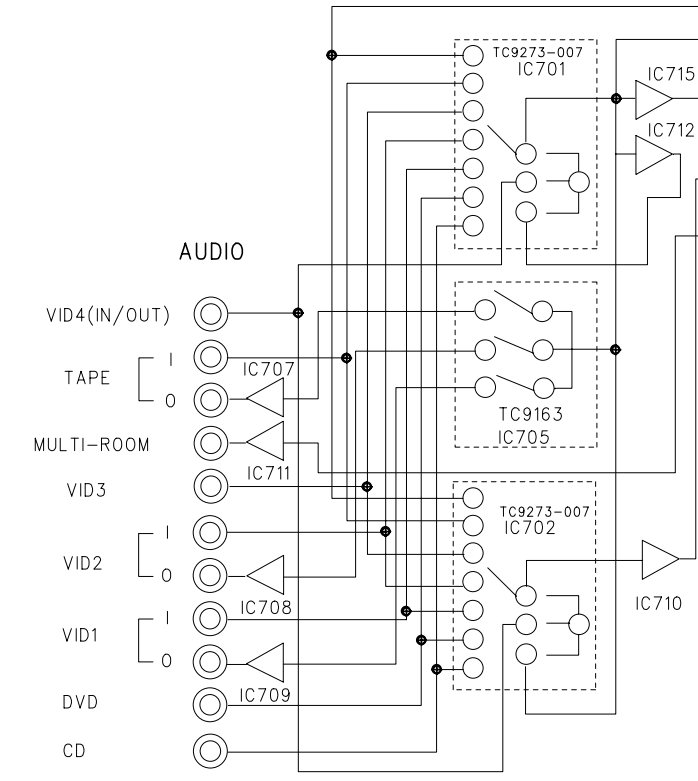 TC9273-007
IC701
IC715
IC712
AUDIO
VID4(IN/OUT)
I
TAPE
IC707
O
MULTI-ROOM
IC711
TC9163
IC705
VID3
I
VID2
O
IC708
TC9273-007
IC702
IC710
I
VID1
O
IC709
DVD
CD